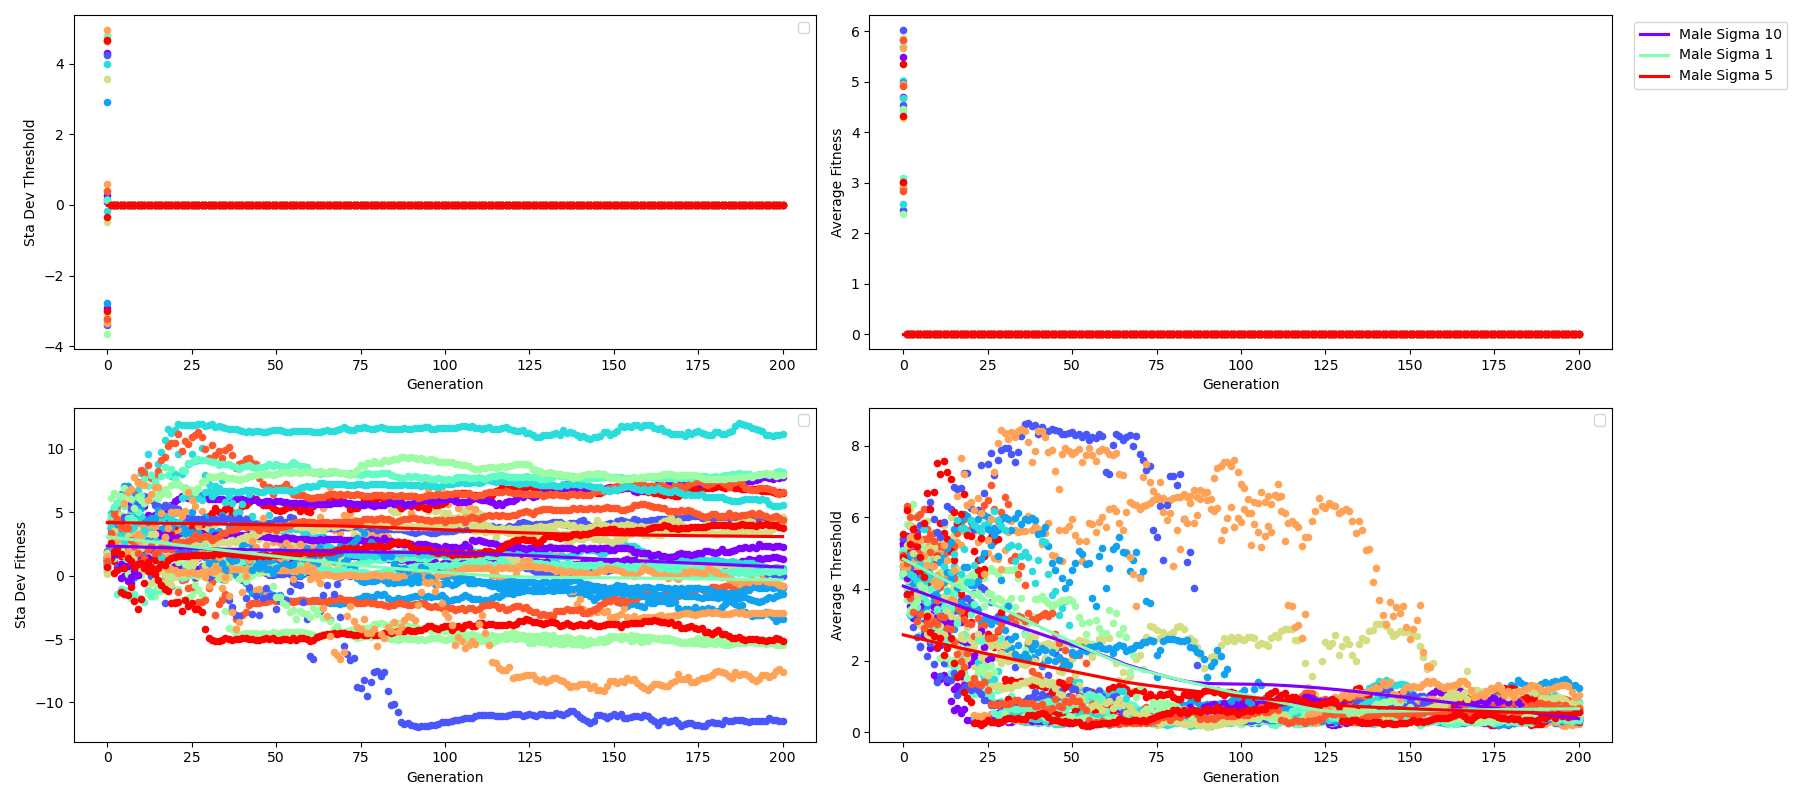 Sta Dev Threshold
4
2
0
−2
−4
0 25 50 75 100 125 150 175 200
Generation
Average Fitness
6
5
4
3
2
1
0
0 25 50 75 100 125 150 175 200
Generation
Male Sigma 10
Male Sigma 1
Male Sigma 5
Sta Dev Fitness
10
5
0
−5
−10
0 25 50 75 100 125 150 175 200
Generation
Average Threshold
8
6
4
2
0
0 25 50 75 100 125 150 175 200
Generation